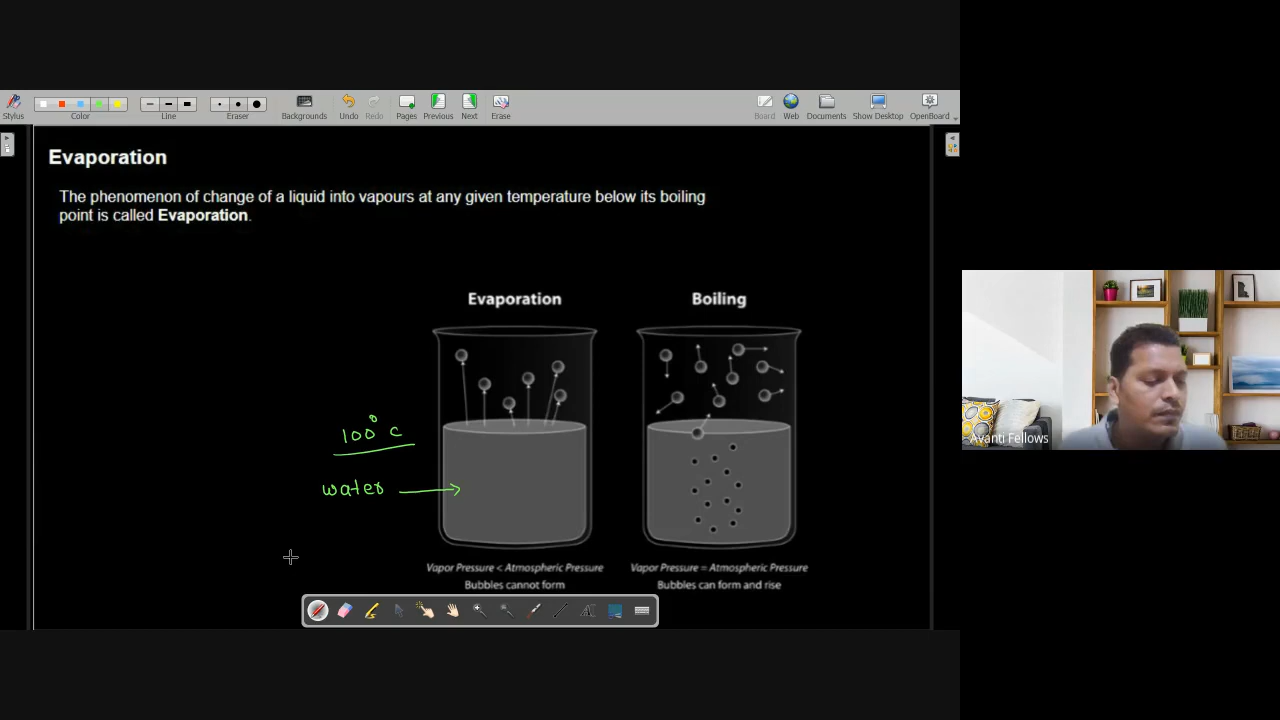 Stylus
Color
Line
Eraser
Backgrounds
Undo
Redo
Pages
Previous
Next
Erase
Board
Web
Documents
Show Desktop
OpenBoard
Evaporation
The phenomenon of change of a liquid into vapours at any given temperature below its boiling
point is called Evaporation.
Evaporation
Boiling
100° C
water
Vapor Pressure < Atmospheric Pressure
Bubbles cannot form
Vapor Pressure = Atmospheric Pressure
Bubbles can form and rise
Avanti Fellows